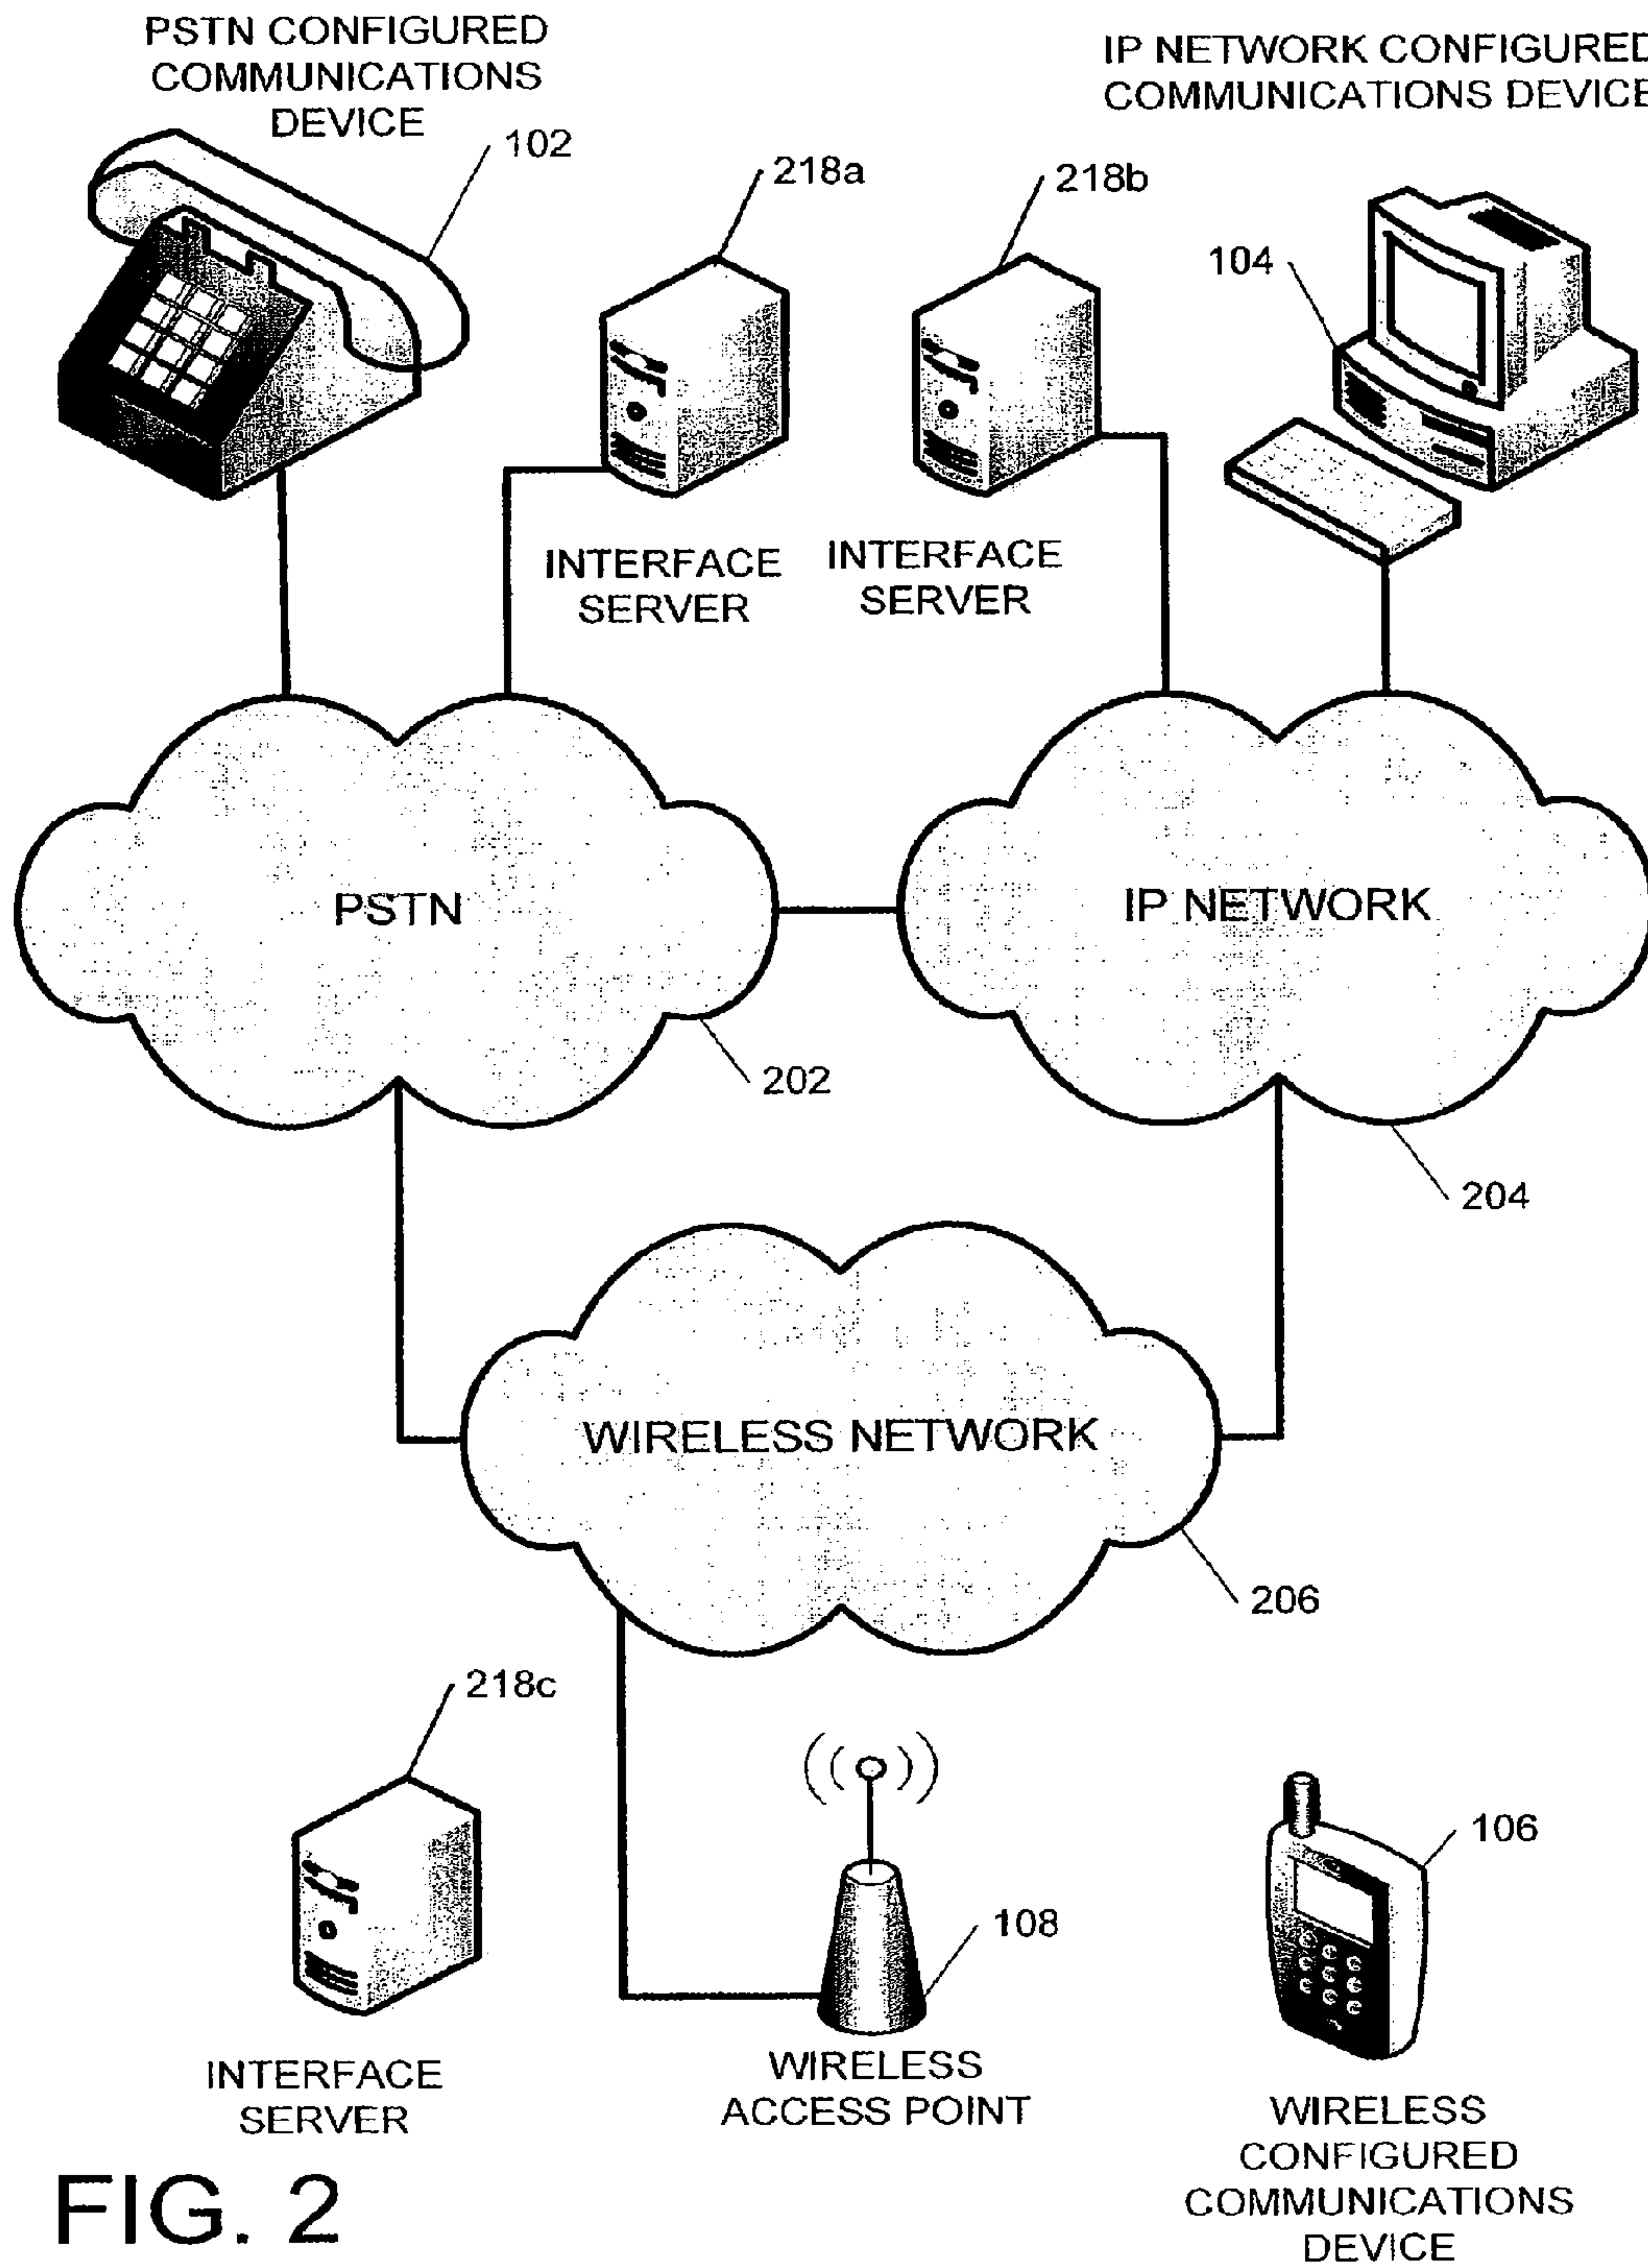 PSTN CONFIGURED
COMMUNICATIONS
DEVICE
102
218a
218b
IP NETWORK CONFIGURED
COMMUNICATIONS DEVICE
104
INTERFACE
SERVER
INTERFACE
SERVER
PSTN
IP NETWORK
202
204
WIRELESS NETWORK
206
218c
106
108
INTERFACE
SERVER
WIRELESS
ACCESS POINT
WIRELESS
CONFIGURED
COMMUNICATIONS
DEVICE
FIG. 2